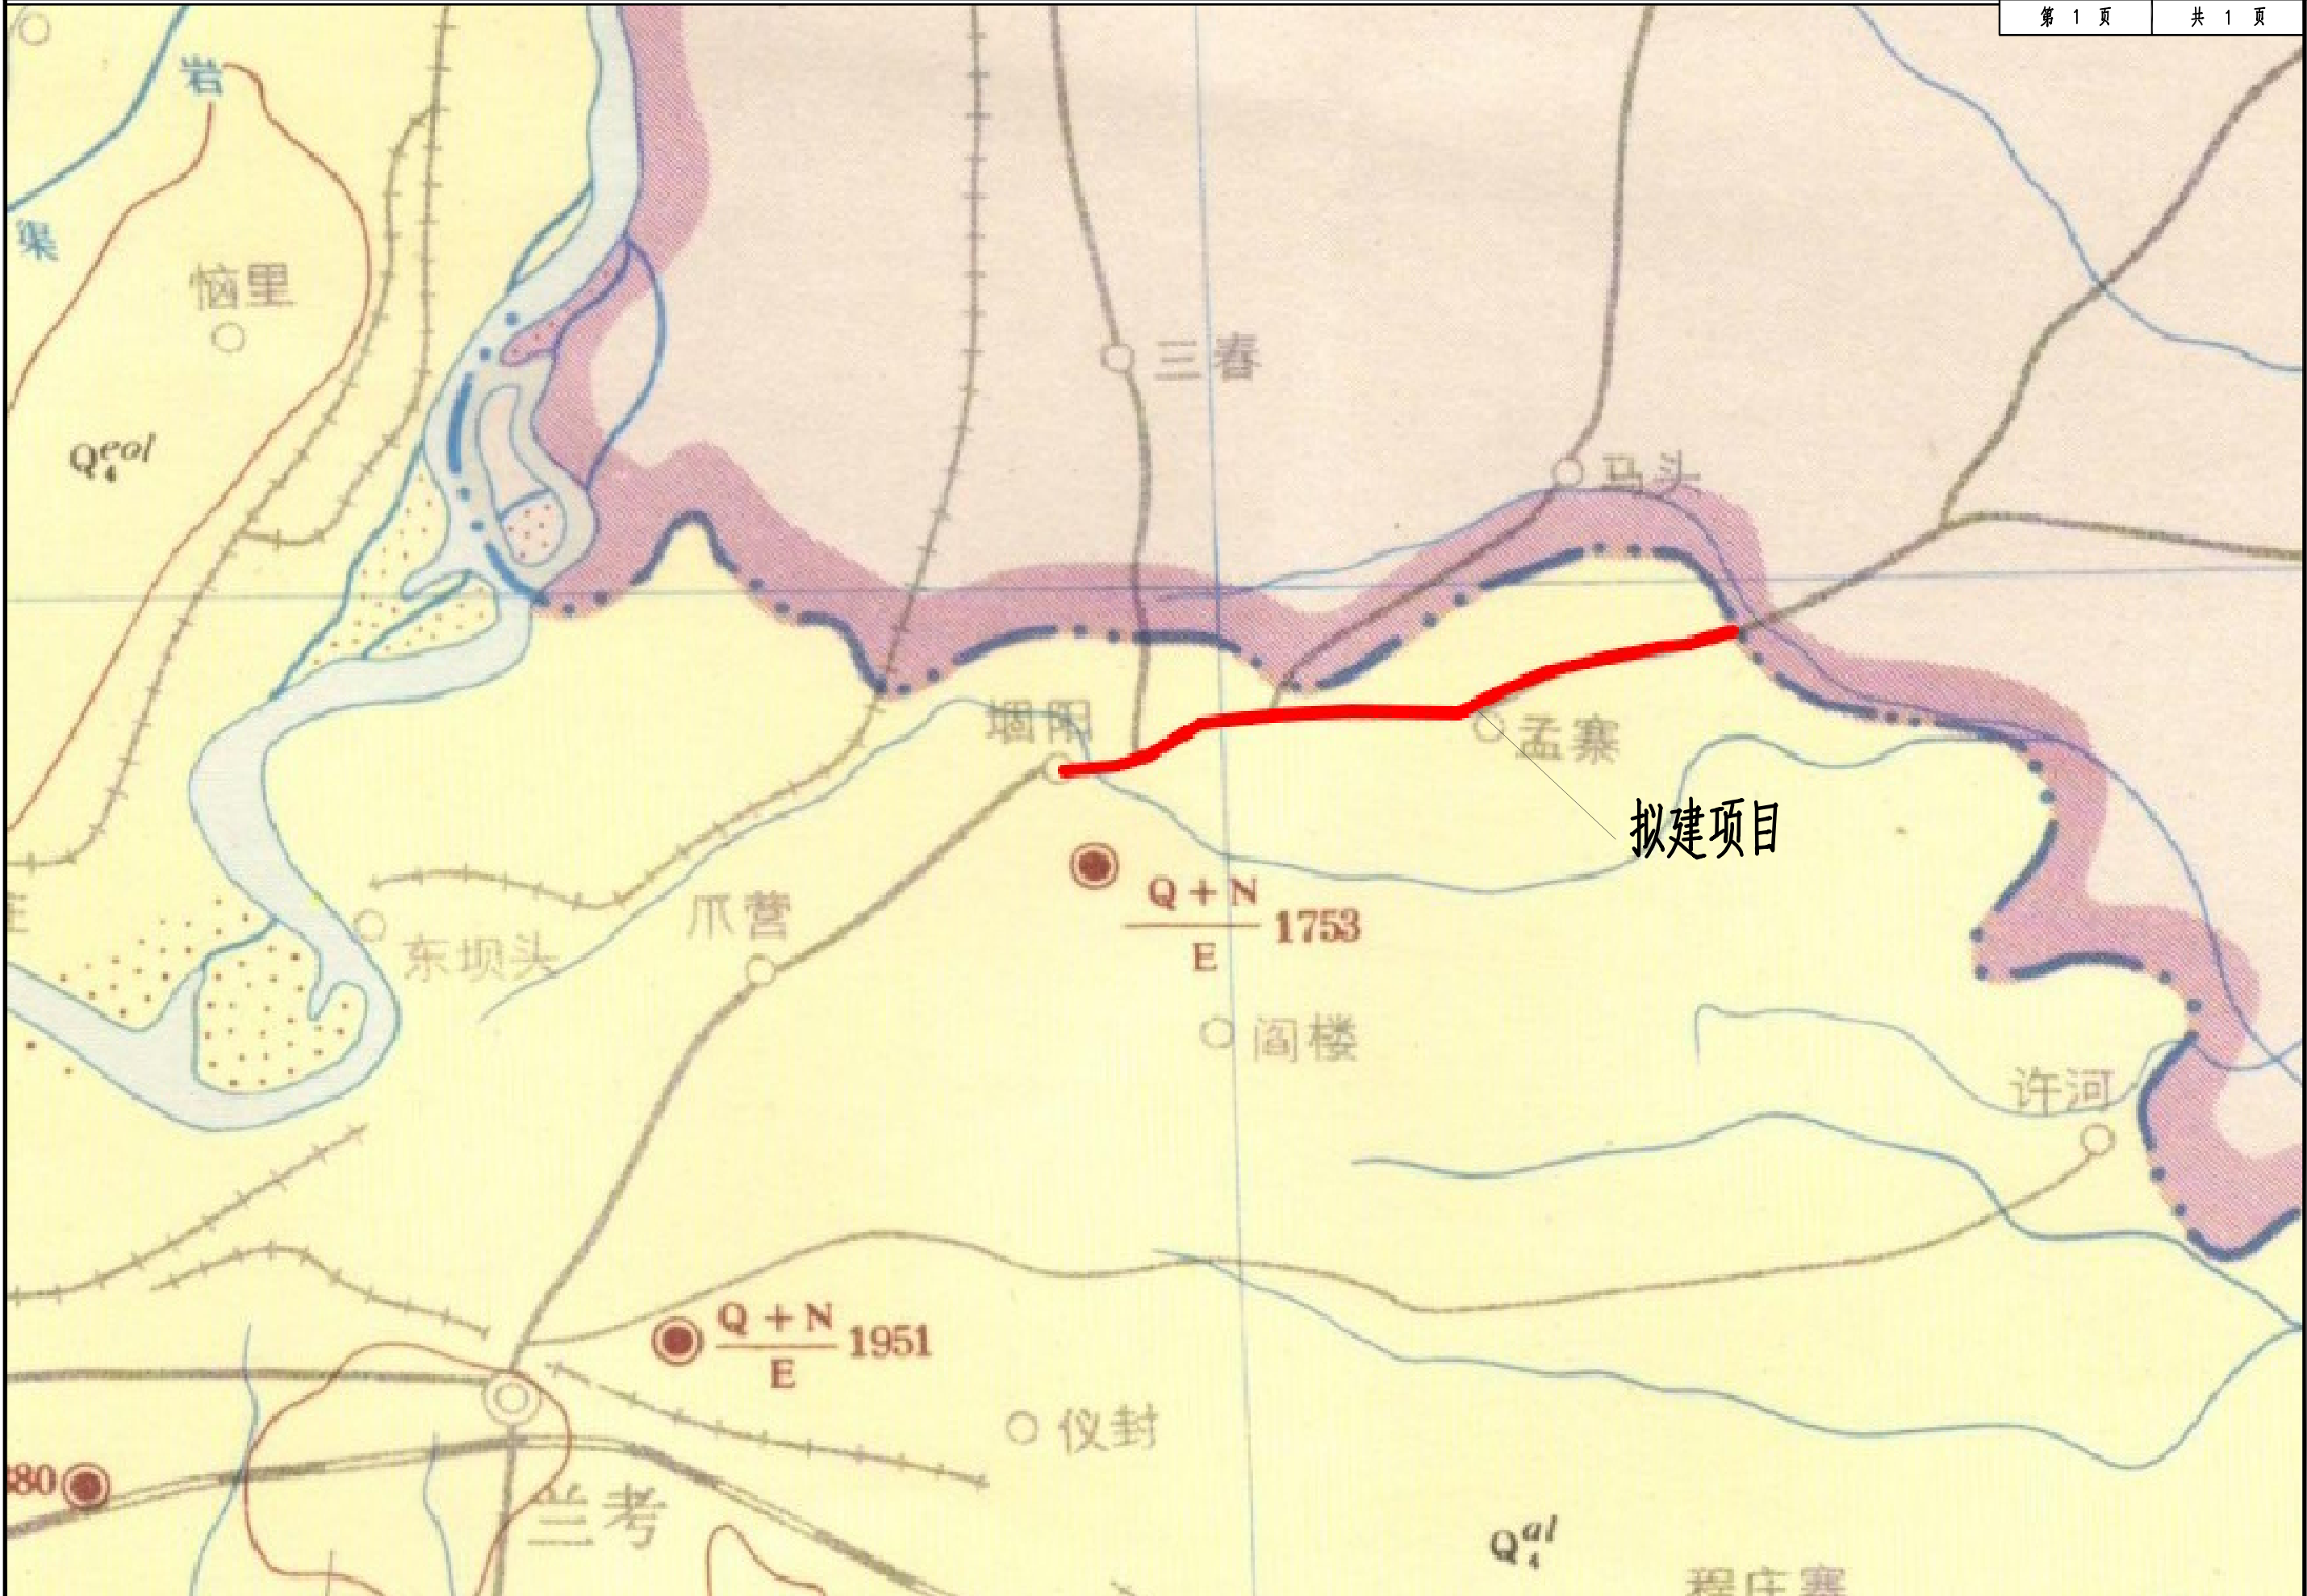 第 1 页 共 1 页
岩
渠
恼里
Q₄ᵉᵒˡ
三春
马头
堌阳
孟寨
拟建项目
爪营
东坝头
Q + N
1753
E
阎楼
许河
Q + N
1951
E
仪封
兰考
Q₄ᵃˡ
程庄寨